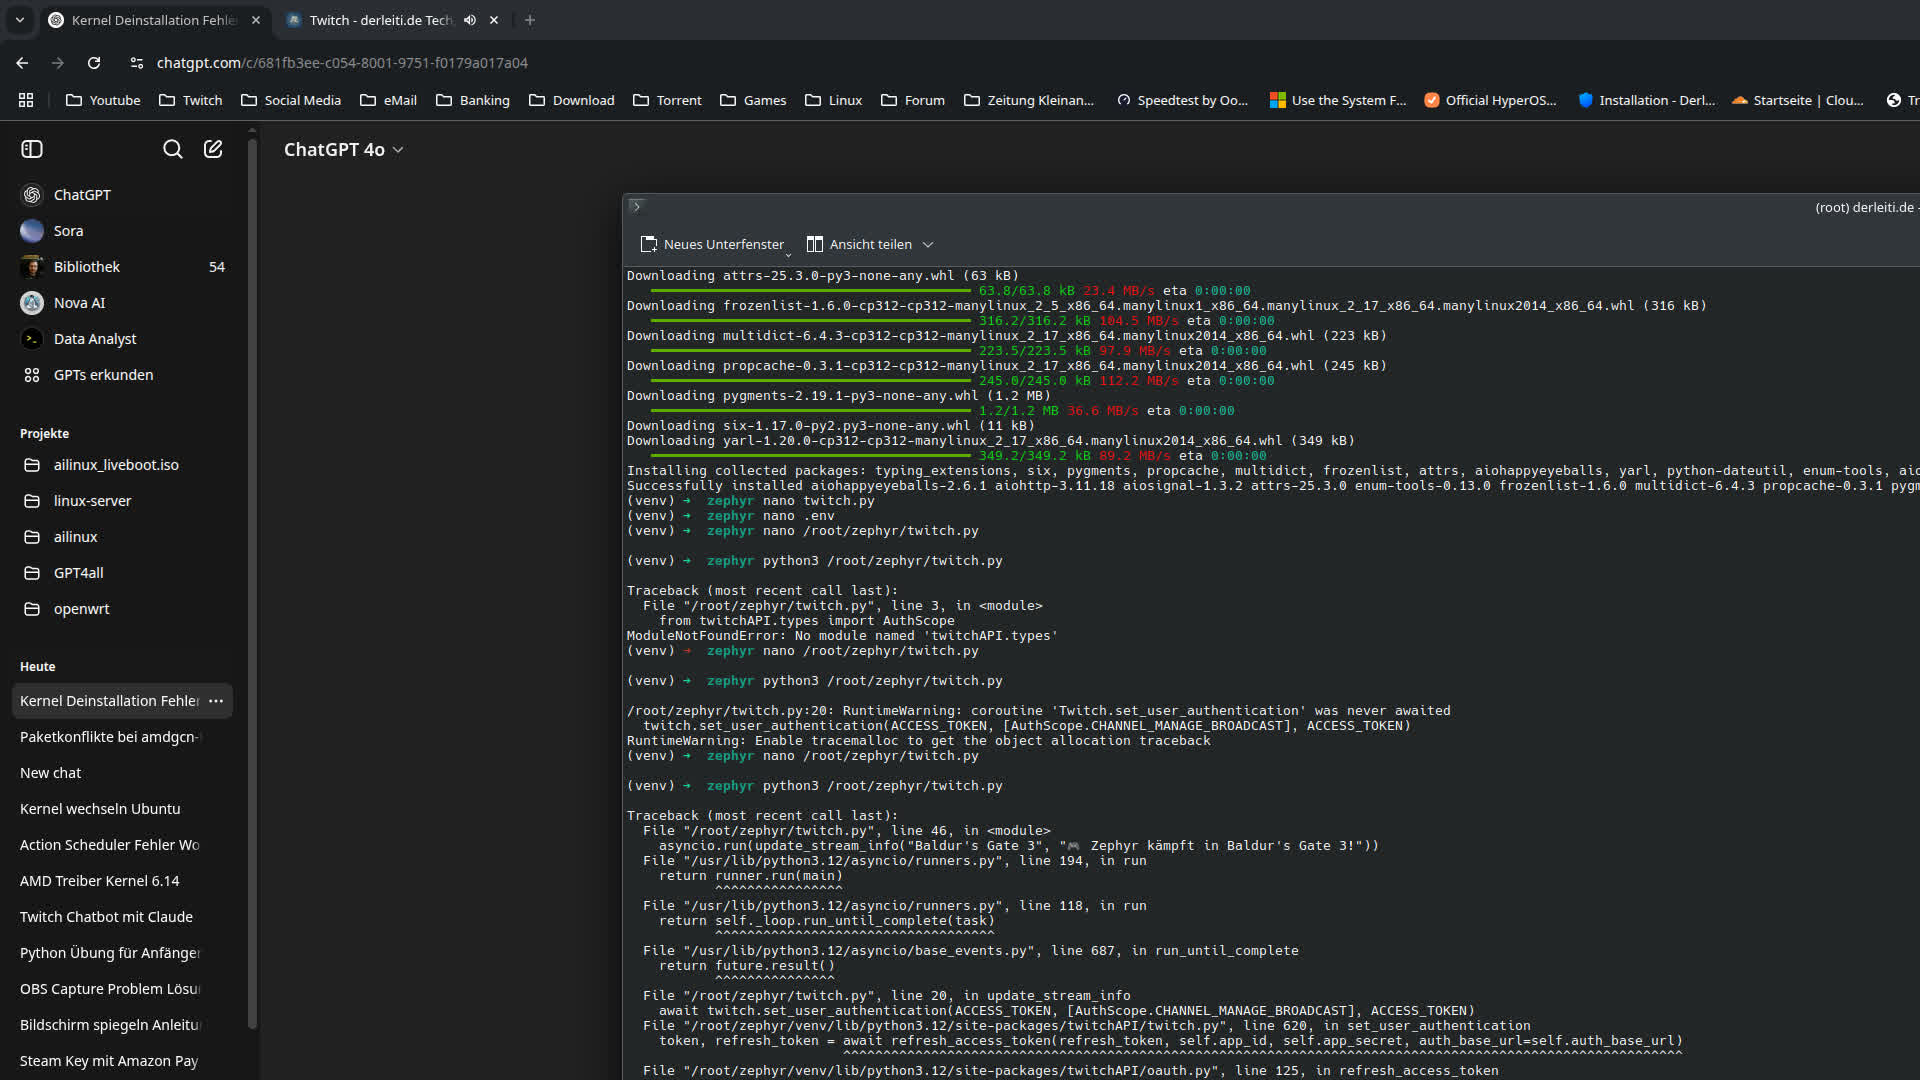 Kernel Deinstallation Fehle
Twitch - derleiti.de Tech
chatgpt.com/c/681fb3ee-c054-8001-9751-f0179a017a04
Youtube
Twitch
Social Media
eMail
Banking
Download
Torrent
Games
Linux
Forum
Zeitung Kleinan...
Speedtest by Oo...
Use the System F...
Official HyperOS...
Installation - Derl...
Startseite | Clou...
Tr
ChatGPT 4o
ChatGPT
Sora
Bibliothek 54
Nova AI
Data Analyst
GPTs erkunden
Projekte
ailinux_liveboot.iso
linux-server
ailinux
GPT4all
openwrt
Heute
Kernel Deinstallation Fehler ···
Paketkonflikte bei amdgcn-
New chat
Kernel wechseln Ubuntu
Action Scheduler Fehler Wo
AMD Treiber Kernel 6.14
Twitch Chatbot mit Claude
Python Übung für Anfänger
OBS Capture Problem Lösu
Bildschirm spiegeln Anleitu
Steam Key mit Amazon Pay
(root) derleiti.de -
Neues Unterfenster
Ansicht teilen
Downloading attrs-25.3.0-py3-none-any.whl (63 kB)
63.8/63.8 kB 23.4 MB/s eta 0:00:00
Downloading frozenlist-1.6.0-cp312-cp312-manylinux_2_5_x86_64.manylinux1_x86_64.manylinux_2_17_x86_64.manylinux2014_x86_64.whl (316 kB)
316.2/316.2 kB 104.5 MB/s eta 0:00:00
Downloading multidict-6.4.3-cp312-cp312-manylinux_2_17_x86_64.manylinux2014_x86_64.whl (223 kB)
223.5/223.5 kB 97.9 MB/s eta 0:00:00
Downloading propcache-0.3.1-cp312-cp312-manylinux_2_17_x86_64.manylinux2014_x86_64.whl (245 kB)
245.0/245.0 kB 112.2 MB/s eta 0:00:00
Downloading pygments-2.19.1-py3-none-any.whl (1.2 MB)
1.2/1.2 MB 36.6 MB/s eta 0:00:00
Downloading six-1.17.0-py2.py3-none-any.whl (11 kB)
Downloading yarl-1.20.0-cp312-cp312-manylinux_2_17_x86_64.manylinux2014_x86_64.whl (349 kB)
349.2/349.2 kB 89.2 MB/s eta 0:00:00
Installing collected packages: typing_extensions, six, pygments, propcache, multidict, frozenlist, attrs, aiohappyeyeballs, yarl, python-dateutil, enum-tools, aio
Successfully installed aiohappyeyeballs-2.6.1 aiohttp-3.11.18 aiosignal-1.3.2 attrs-25.3.0 enum-tools-0.13.0 frozenlist-1.6.0 multidict-6.4.3 propcache-0.3.1 pygm
(venv) ➜  zephyr nano twitch.py
(venv) ➜  zephyr nano .env
(venv) ➜  zephyr nano /root/zephyr/twitch.py
(venv) ➜  zephyr python3 /root/zephyr/twitch.py
Traceback (most recent call last):
  File "/root/zephyr/twitch.py", line 3, in <module>
    from twitchAPI.types import AuthScope
ModuleNotFoundError: No module named 'twitchAPI.types'
(venv) ➜  zephyr nano /root/zephyr/twitch.py
(venv) ➜  zephyr python3 /root/zephyr/twitch.py
/root/zephyr/twitch.py:20: RuntimeWarning: coroutine 'Twitch.set_user_authentication' was never awaited
  twitch.set_user_authentication(ACCESS_TOKEN, [AuthScope.CHANNEL_MANAGE_BROADCAST], ACCESS_TOKEN)
RuntimeWarning: Enable tracemalloc to get the object allocation traceback
(venv) ➜  zephyr nano /root/zephyr/twitch.py
(venv) ➜  zephyr python3 /root/zephyr/twitch.py
Traceback (most recent call last):
  File "/root/zephyr/twitch.py", line 46, in <module>
    asyncio.run(update_stream_info("Baldur's Gate 3", "🎮 Zephyr kämpft in Baldur's Gate 3!"))
  File "/usr/lib/python3.12/asyncio/runners.py", line 194, in run
    return runner.run(main)
           ^^^^^^^^^^^^^^^^
  File "/usr/lib/python3.12/asyncio/runners.py", line 118, in run
    return self._loop.run_until_complete(task)
           ^^^^^^^^^^^^^^^^^^^^^^^^^^^^^^^^^^^
  File "/usr/lib/python3.12/asyncio/base_events.py", line 687, in run_until_complete
    return future.result()
           ^^^^^^^^^^^^^^^
  File "/root/zephyr/twitch.py", line 20, in update_stream_info
    await twitch.set_user_authentication(ACCESS_TOKEN, [AuthScope.CHANNEL_MANAGE_BROADCAST], ACCESS_TOKEN)
  File "/root/zephyr/venv/lib/python3.12/site-packages/twitchAPI/twitch.py", line 620, in set_user_authentication
    token, refresh_token = await refresh_access_token(refresh_token, self.app_id, self.app_secret, auth_base_url=self.auth_base_url)
                           ^^^^^^^^^^^^^^^^^^^^^^^^^^^^^^^^^^^^^^^^^^^^^^^^^^^^^^^^^^^^^^^^^^^^^^^^^^^^^^^^^^^^^^^^^^^^^^^^^^^^^^^^^
  File "/root/zephyr/venv/lib/python3.12/site-packages/twitchAPI/oauth.py", line 125, in refresh_access_token